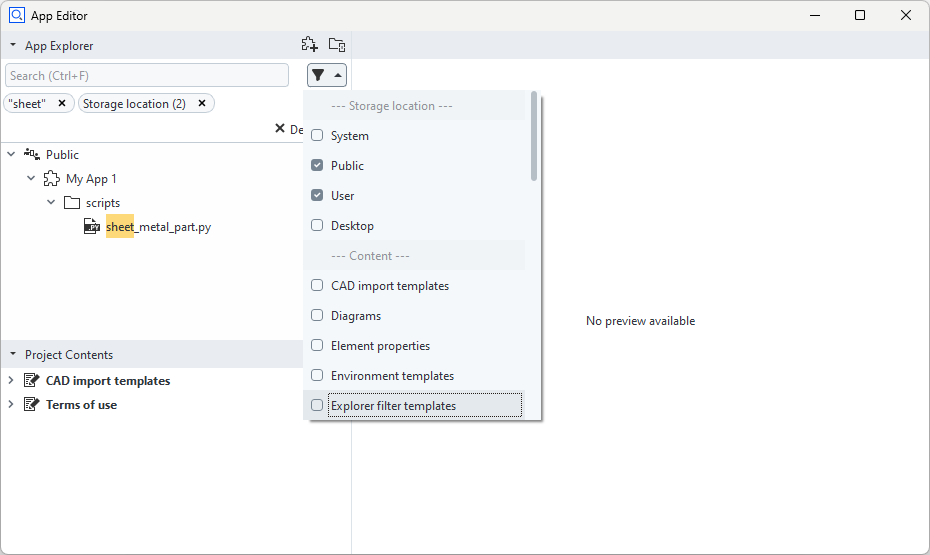 App Editor
App Explorer
Search (Ctrl+F)
"sheet"
Storage location (2)
De
Public
My App 1
scripts
sheet_metal_part.py
--- Storage location ---
System
Public
User
Desktop
--- Content ---
CAD import templates
Diagrams
Element properties
Environment templates
Explorer filter templates
Project Contents
CAD import templates
Terms of use
No preview available